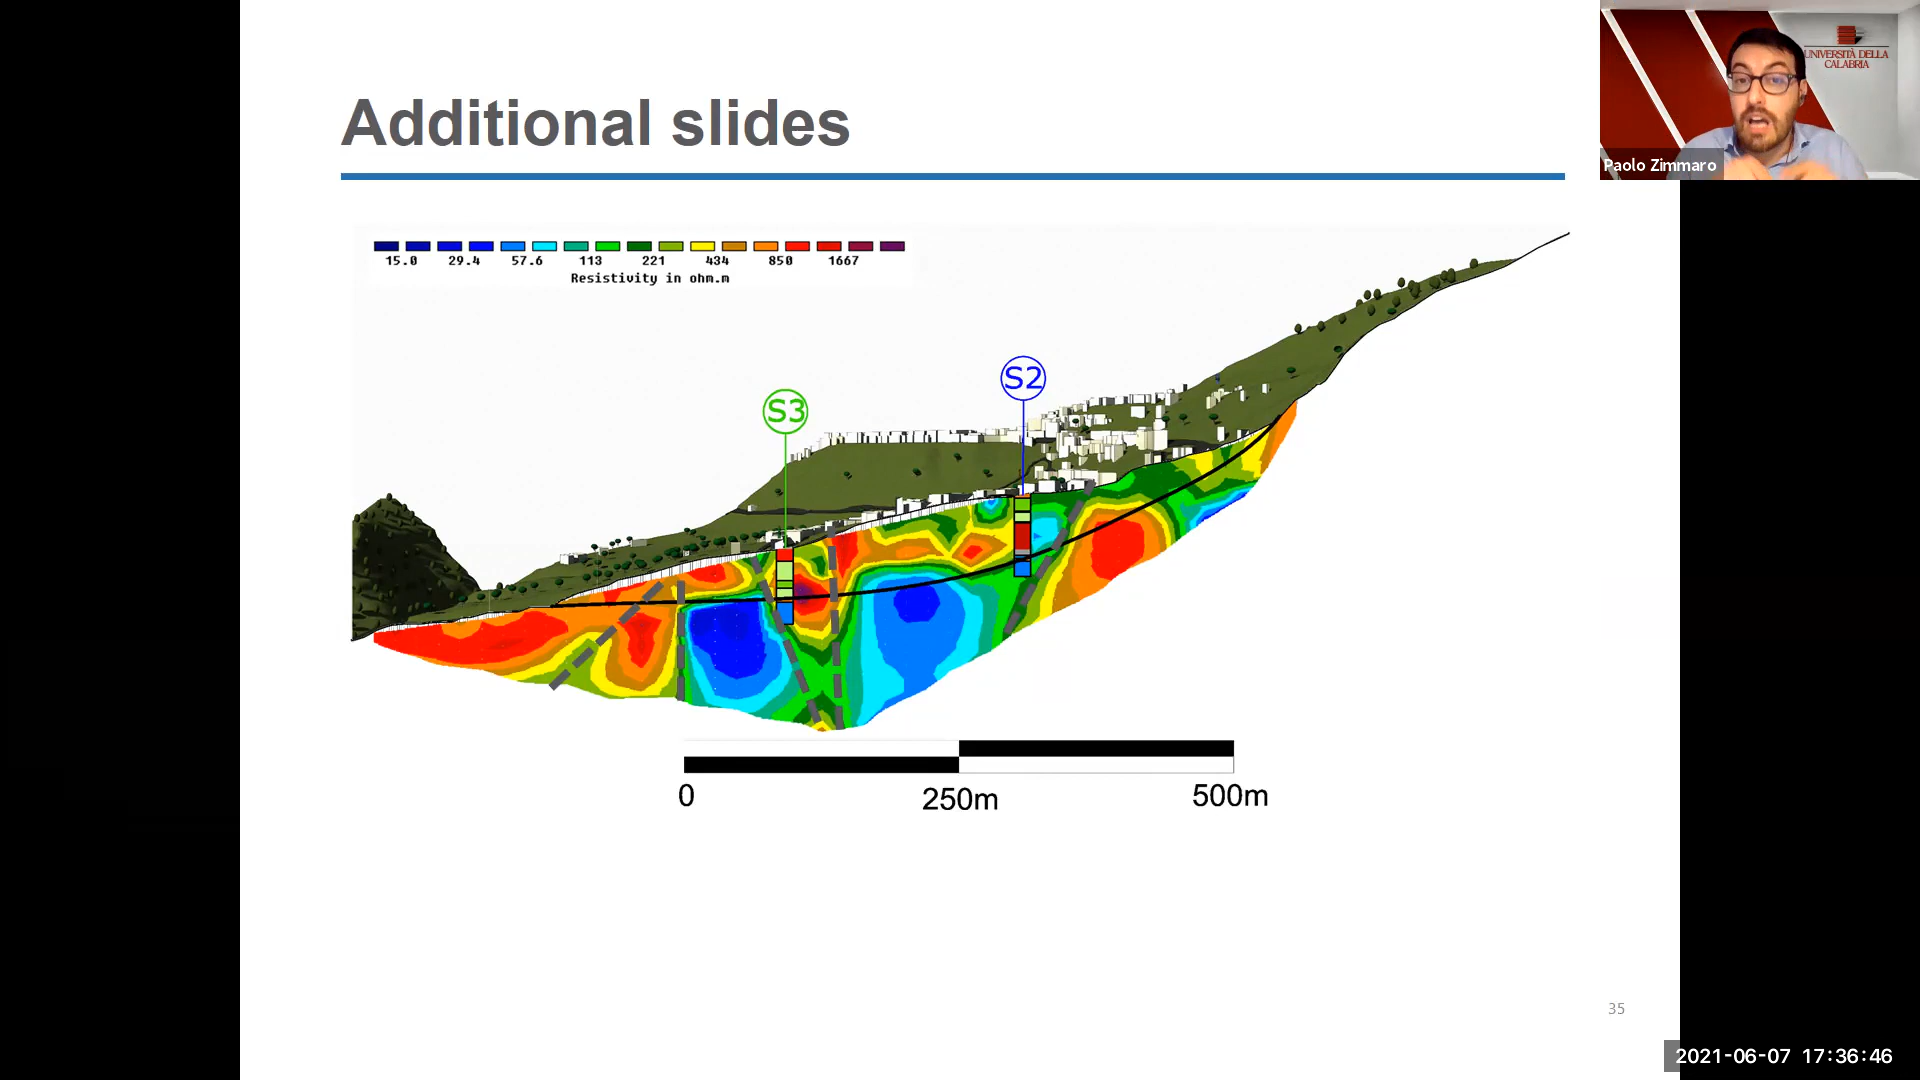 Additional slides
UNIVERSITÀ DELLA
CALABRIA
Paolo Zimmaro
15.0 29.4 57.6 113 221 434 850 1667
Resistivity in ohm.m
S2
S3
0 250m 500m
35
2021-06-07 17:36:46